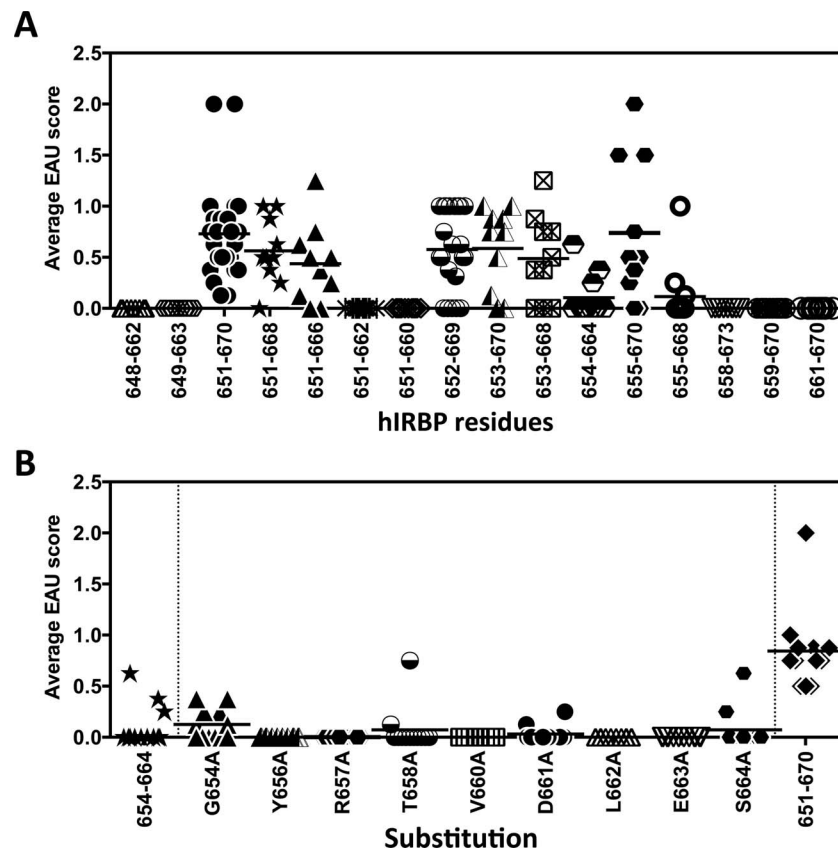 A
Average EAU score
2.5
2.0
1.5
1.0
0.5
0.0
648-662
649-663
651-670
651-668
651-666
651-662
651-660
652-669
653-670
653-668
654-664
655-670
655-668
658-673
659-670
661-670
hIRBP residues
B
Average EAU score
2.5
2.0
1.5
1.0
0.5
0.0
654-664
G654A
Y656A
R657A
T658A
V660A
D661A
L662A
E663A
S664A
651-670
Substitution